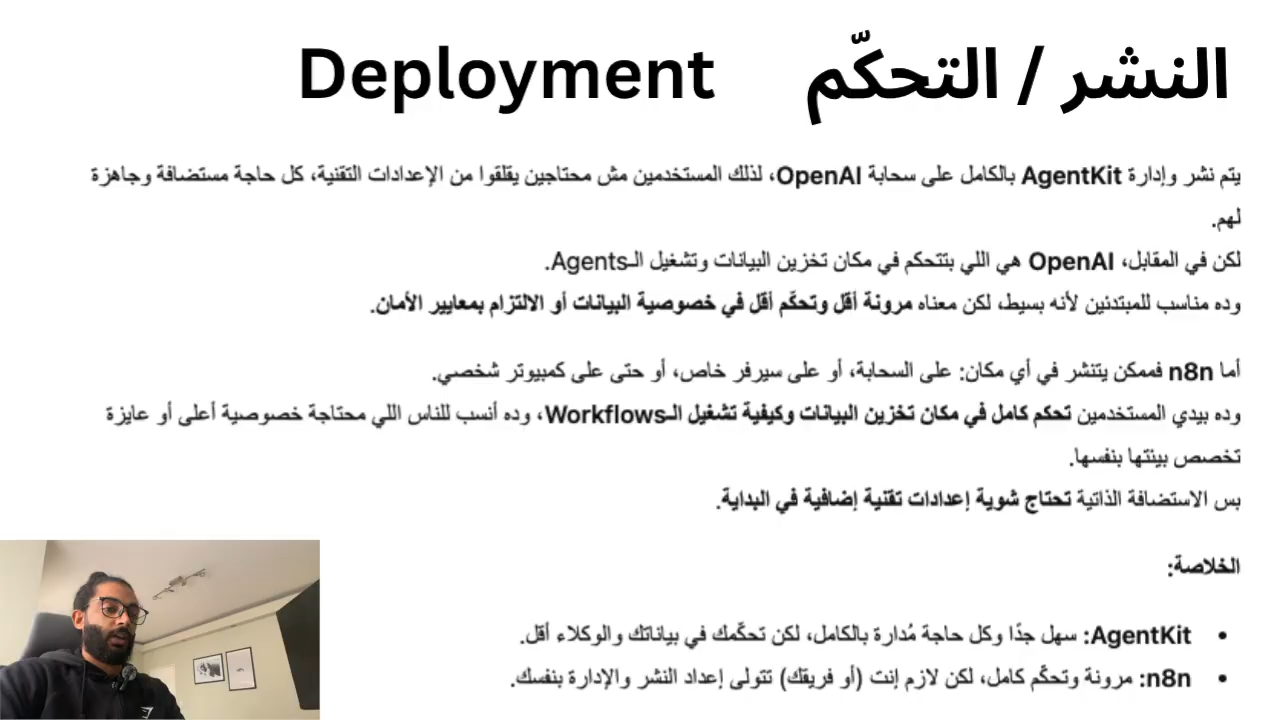 النشر / التحكّم Deployment
يتم نشر وإدارة AgentKit بالكامل على سحابة OpenAI، لذلك المستخدمين مش محتاجين يقلقوا من الإعدادات التقنية، كل حاجة مستضافة وجاهزة
لهم.
لكن في المقابل، OpenAI هي اللي بتتحكم في مكان تخزين البيانات وتشغيل الـAgents.
وده مناسب للمبتدئين لأنه بسيط، لكن معناه مرونة أقل وتحكّم أقل في خصوصية البيانات أو الالتزام بمعايير الأمان.
أما n8n فممكن يتنشر في أي مكان: على السحابة، أو على سيرفر خاص، أو حتى على كمبيوتر شخصي.
وده بيدي المستخدمين تحكم كامل في مكان تخزين البيانات وكيفية تشغيل الـWorkflows، وده أنسب للناس اللي محتاجة خصوصية أعلى أو عايزة
تخصص بيئتها بنفسها.
بس الاستضافة الذاتية تحتاج شوية إعدادات تقنية إضافية في البداية.
الخلاصة:
• AgentKit: سهل جدًا وكل حاجة مُدارة بالكامل، لكن تحكّمك في بياناتك والوكلاء أقل.
• n8n: مرونة وتحكّم كامل، لكن لازم إنت (أو فريقك) تتولى إعداد النشر والإدارة بنفسك.